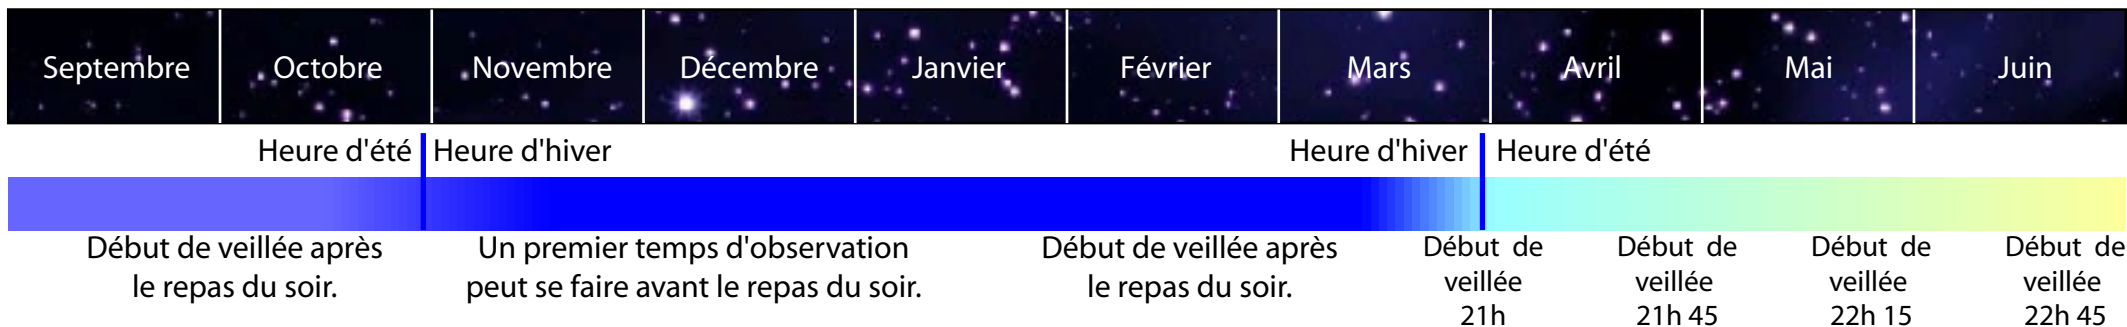 Septembre Octobre Novembre Décembre Janvier Février Mars Avril Mai Juin
Heure d'été Heure d'hiver Heure d'hiver Heure d'été
Début de veillée après
le repas du soir.
Un premier temps d'observation
peut se faire avant le repas du soir.
Début de veillée après
le repas du soir.
Début de
veillée
21h
Début de
veillée
21h 45
Début de
veillée
22h 15
Début de
veillée
22h 45